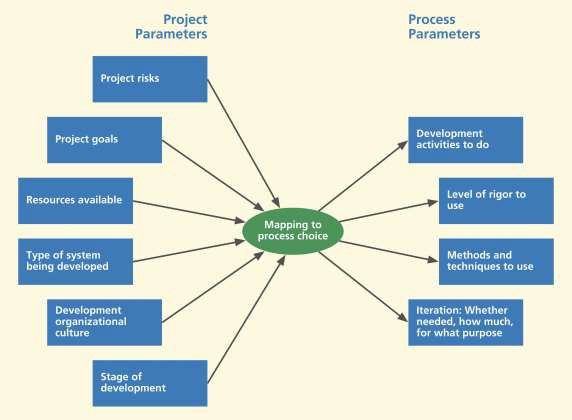 Project
Parameters
Process
Parameters
Project risks
Project goals
Resources available
Type of system
being developed
Development
organizational
culture
Stage of
development
Mapping to
process choice
Development
activities to do
Level of rigor to
use
Methods and
techniques to use
Iteration: Whether
needed, how much,
for what purpose